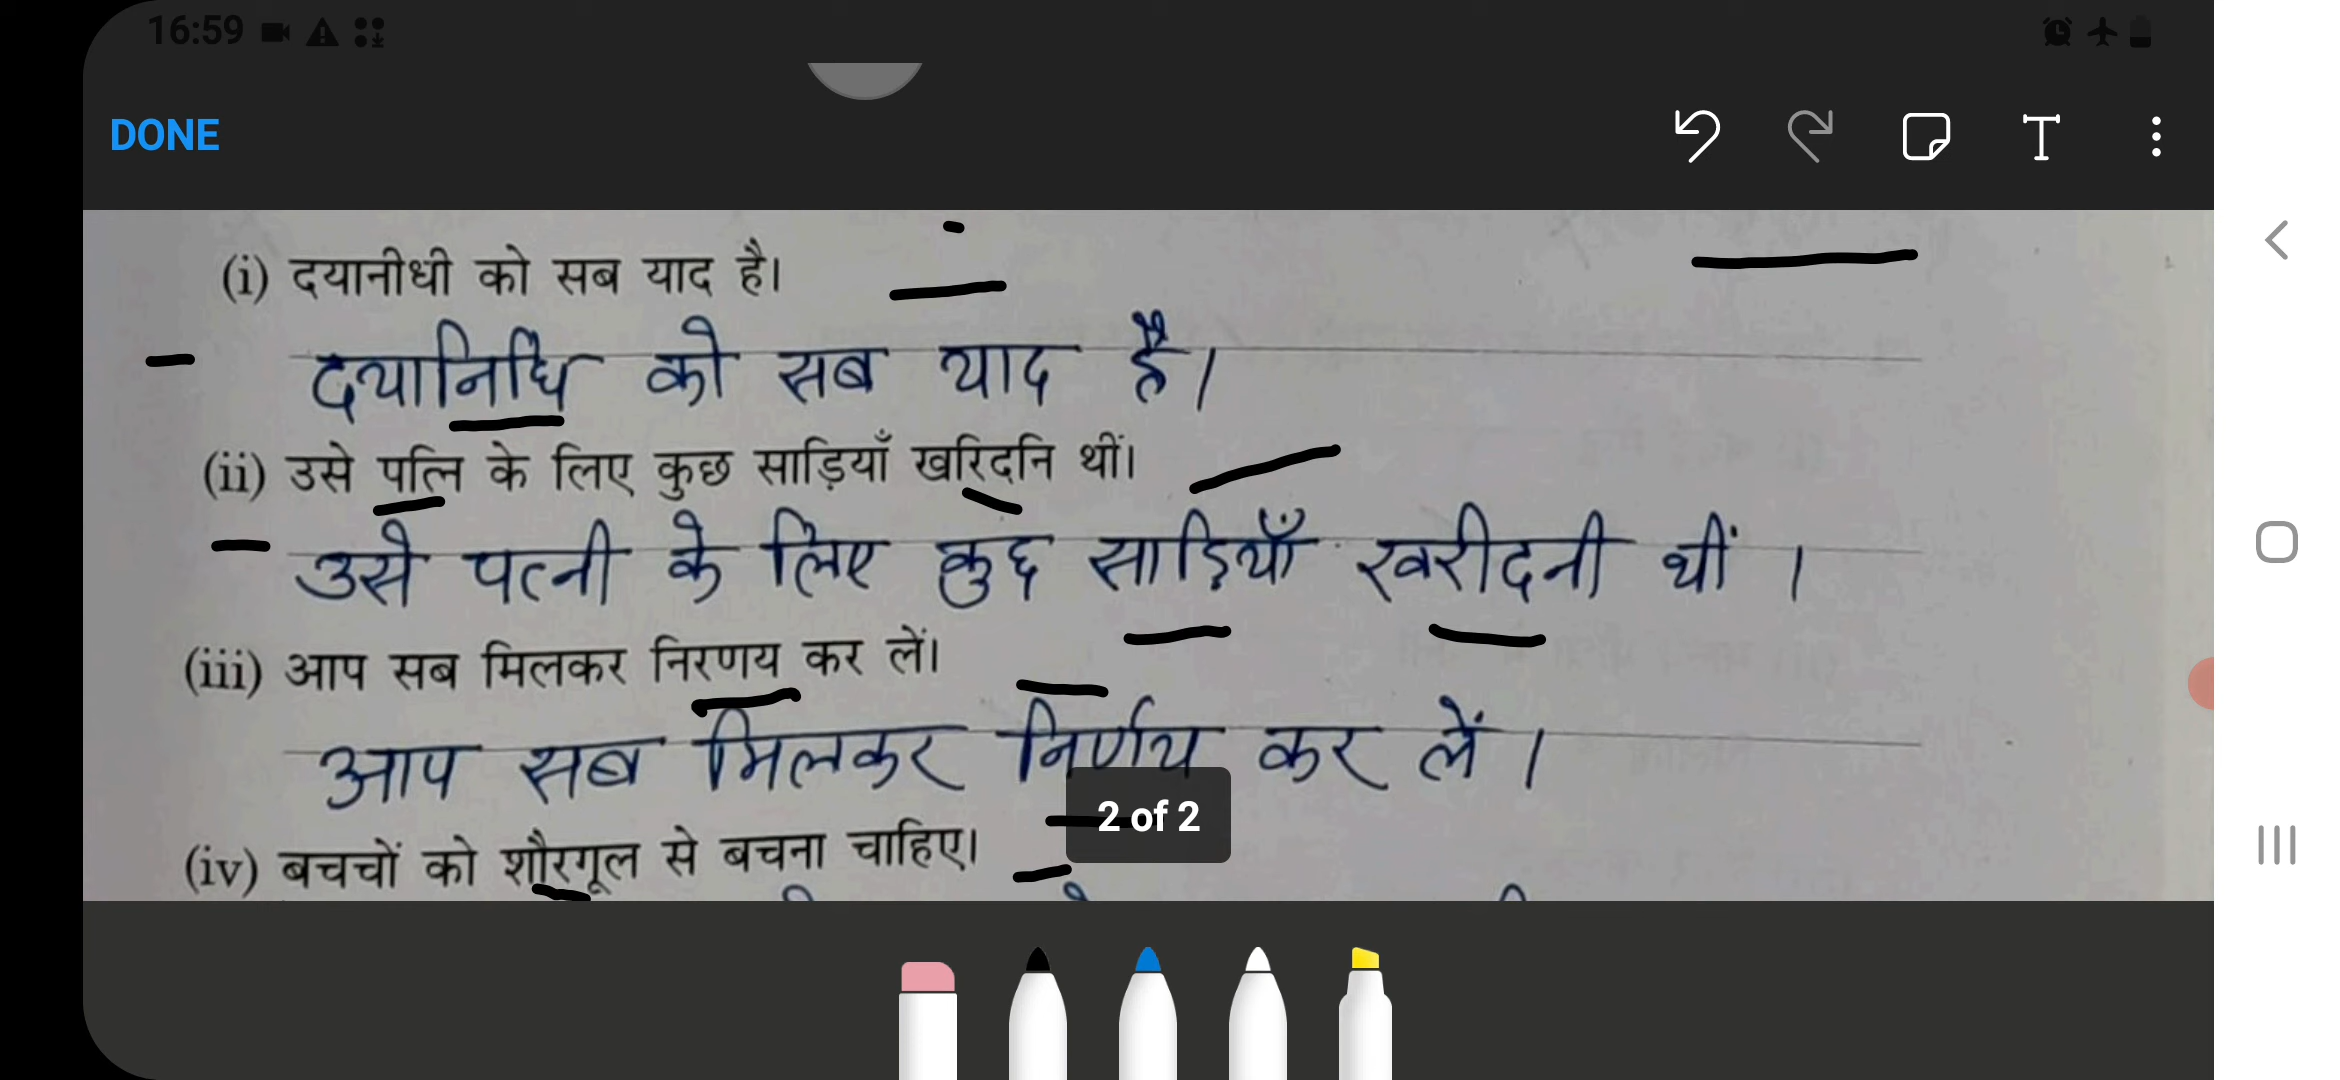 16:59
DONE
(i) दयानीधी को सब याद है।
दयानिधि को सब याद है।
(ii) उसे पत्नि के लिए कुछ साड़ियाँ खरिदनि थीं।
उसे पत्नी के लिए कुछ साड़ियाँ खरीदनी थीं ।
(iii) आप सब मिलकर निरणय कर लें।
आप सब मिलकर निर्णय कर लें ।
2 of 2
(iv) बचचों को शौरगूल से बचना चाहिए।